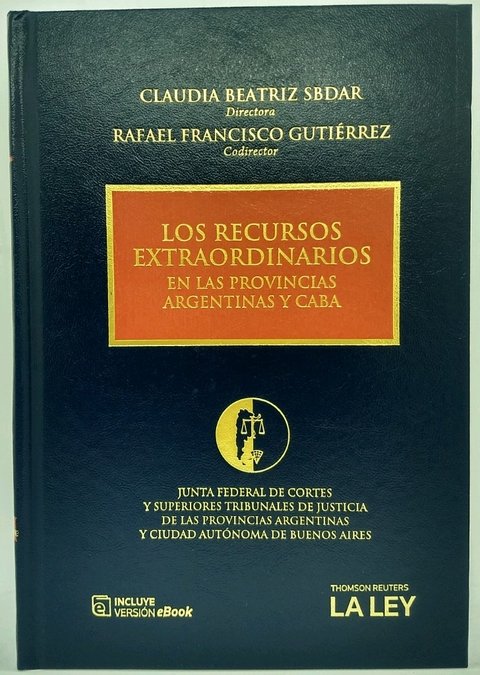 CLAUDIA BEATRIZ SBDAR
Directora
RAFAEL FRANCISCO GUTIÉRREZ
Codirector
LOS RECURSOS
EXTRAORDINARIOS
EN LAS PROVINCIAS
ARGENTINAS Y CABA
JUNTA FEDERAL DE CORTES
Y SUPERIORES TRIBUNALES DE JUSTICIA
DE LAS PROVINCIAS ARGENTINAS
Y CIUDAD AUTÓNOMA DE BUENOS AIRES
INCLUYE
VERSIÓN eBook
THOMSON REUTERS
LA LEY